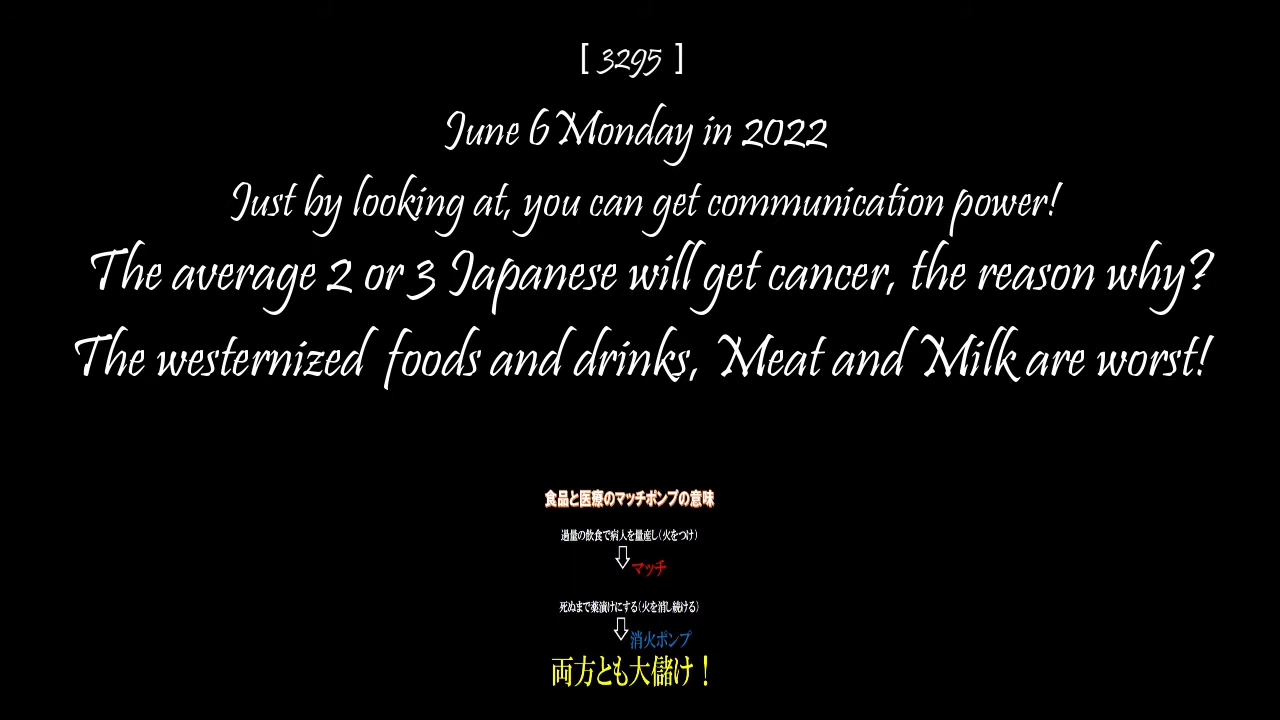 [ 3295 ]
June 6 Monday in 2022
Just by looking at, you can get communication power!
The average 2 or 3 Japanese will get cancer, the reason why?
The westernized foods and drinks, Meat and Milk are worst!
食品と医療のマッチポンプの意味
過量の飲食で病人を量産し(火をつけ)
マッチ
死ぬまで薬漬けにする(火を消し続ける)
消火ポンプ
両方とも大儲け！